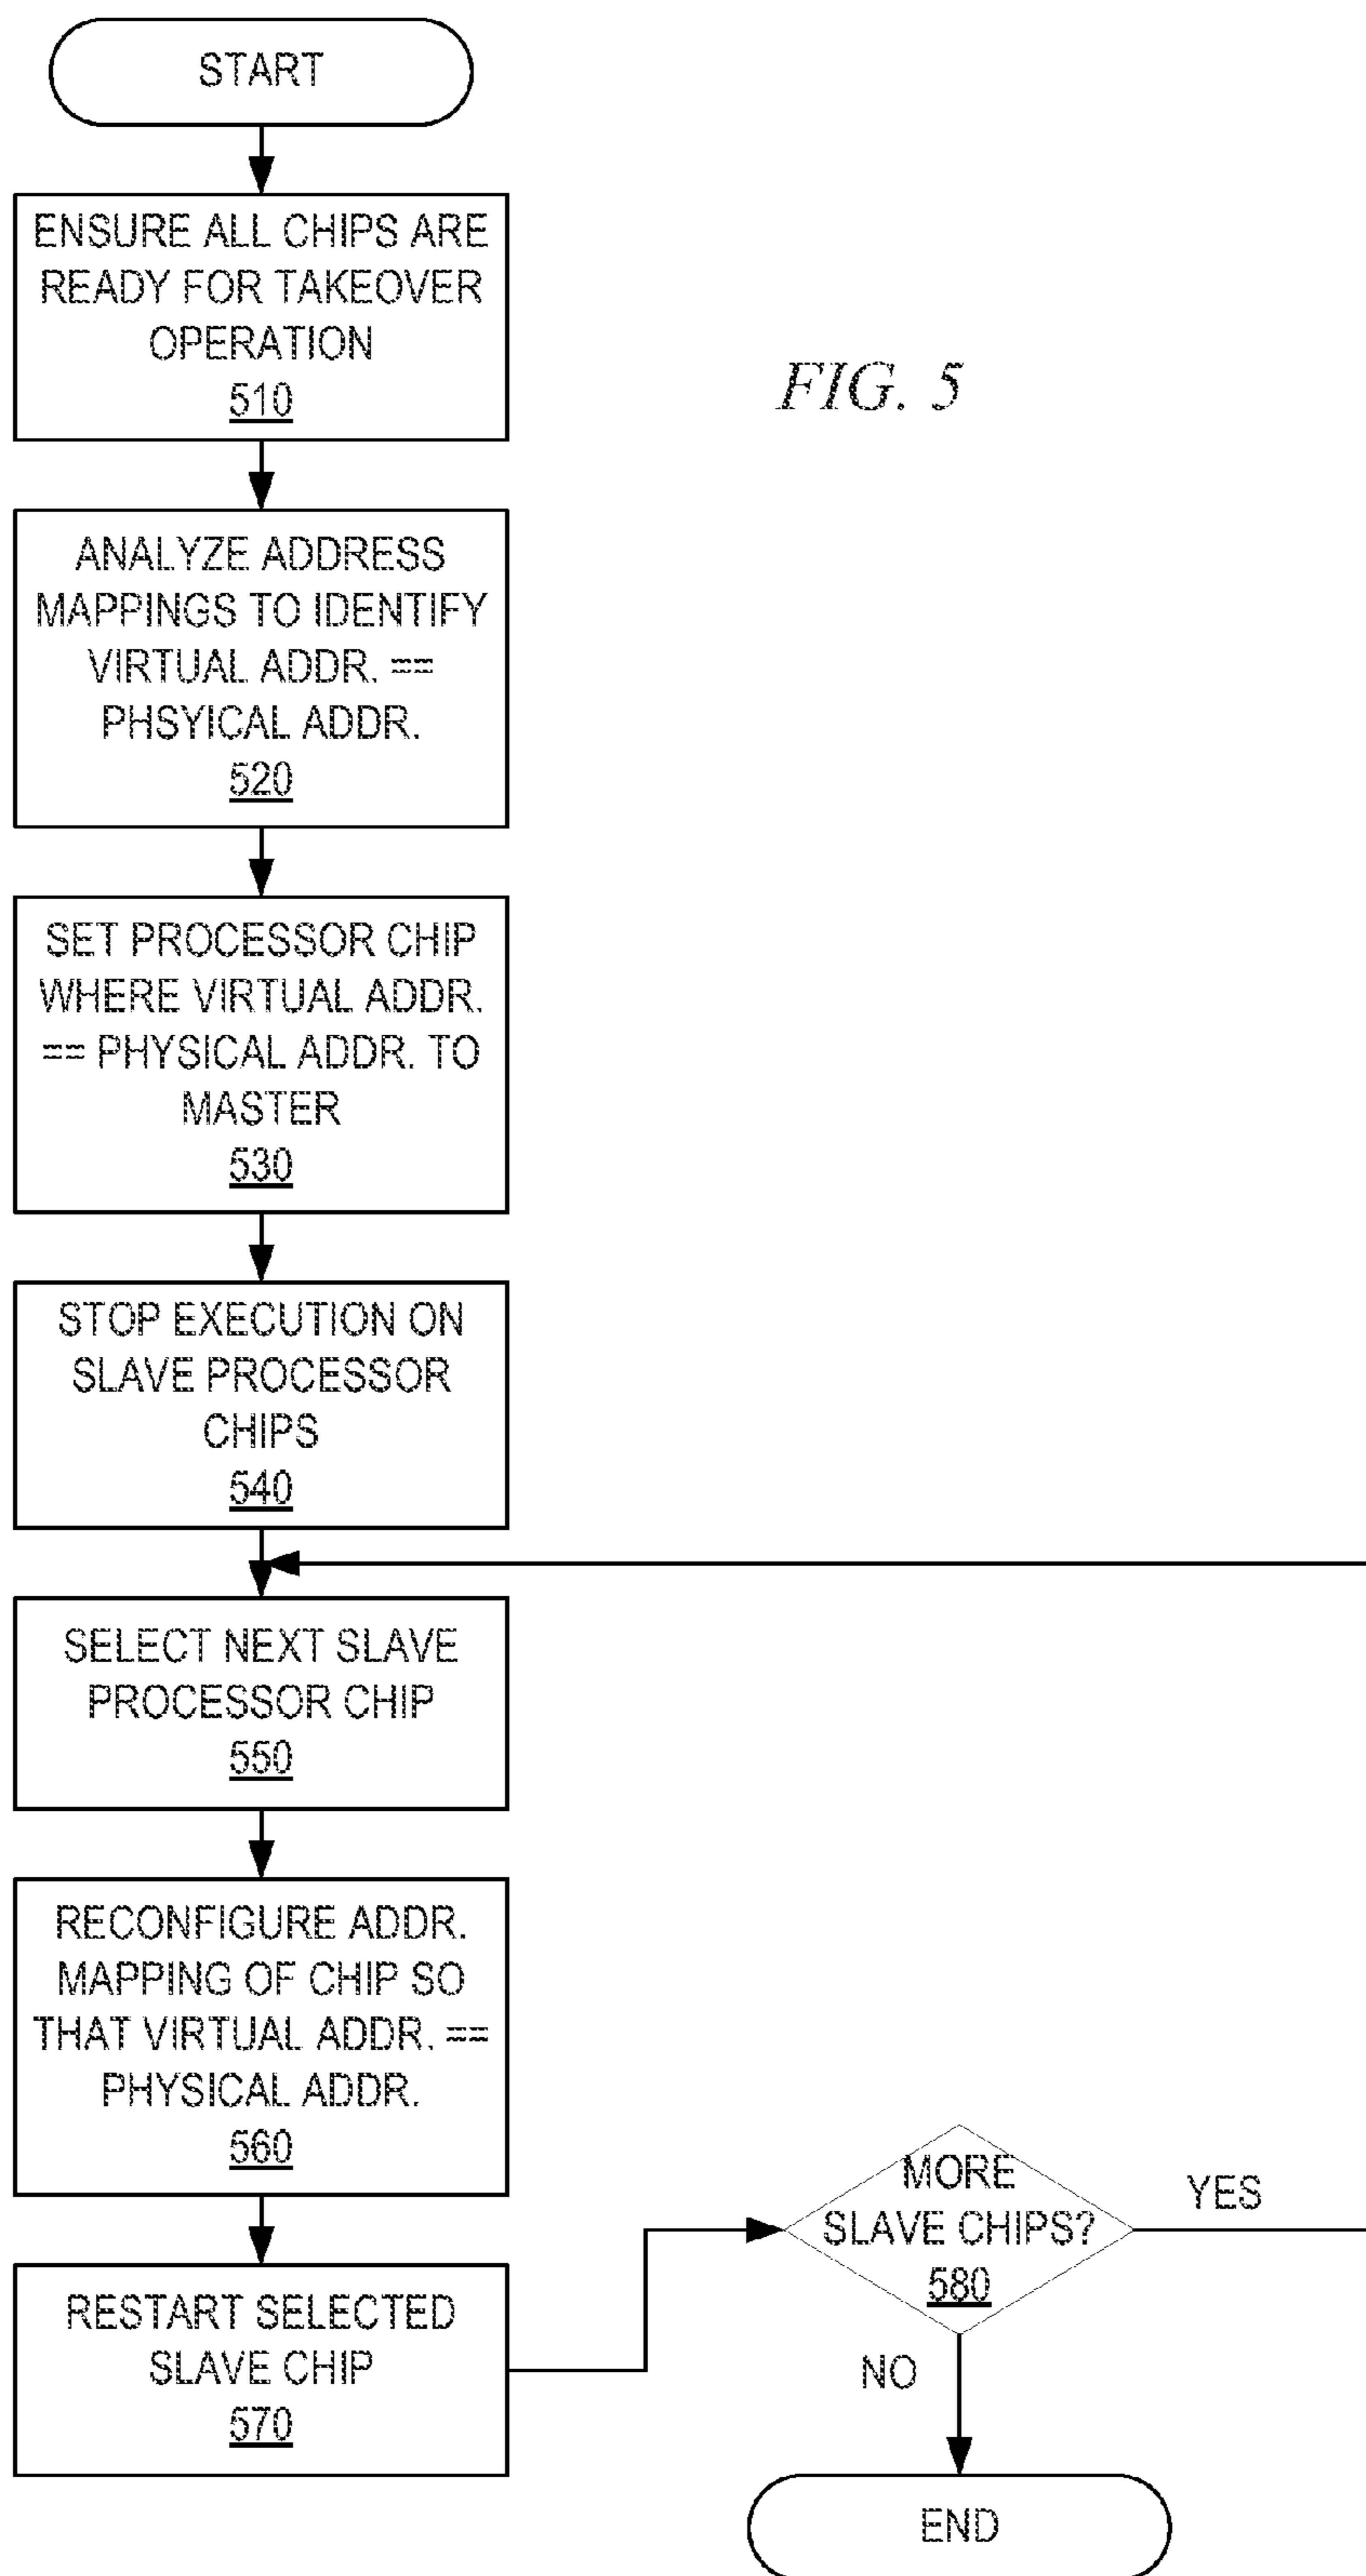 START
ENSURE ALL CHIPS ARE
READY FOR TAKEOVER
OPERATION
510
FIG. 5
ANALYZE ADDRESS
MAPPINGS TO IDENTIFY
VIRTUAL ADDR. ==
PHSYICAL ADDR.
520
SET PROCESSOR CHIP
WHERE VIRTUAL ADDR.
== PHYSICAL ADDR. TO
MASTER
530
STOP EXECUTION ON
SLAVE PROCESSOR
CHIPS
540
SELECT NEXT SLAVE
PROCESSOR CHIP
550
RECONFIGURE ADDR.
MAPPING OF CHIP SO
THAT VIRTUAL ADDR. ==
PHYSICAL ADDR.
560
RESTART SELECTED
SLAVE CHIP
570
MORE
SLAVE CHIPS?
580
YES
NO
END